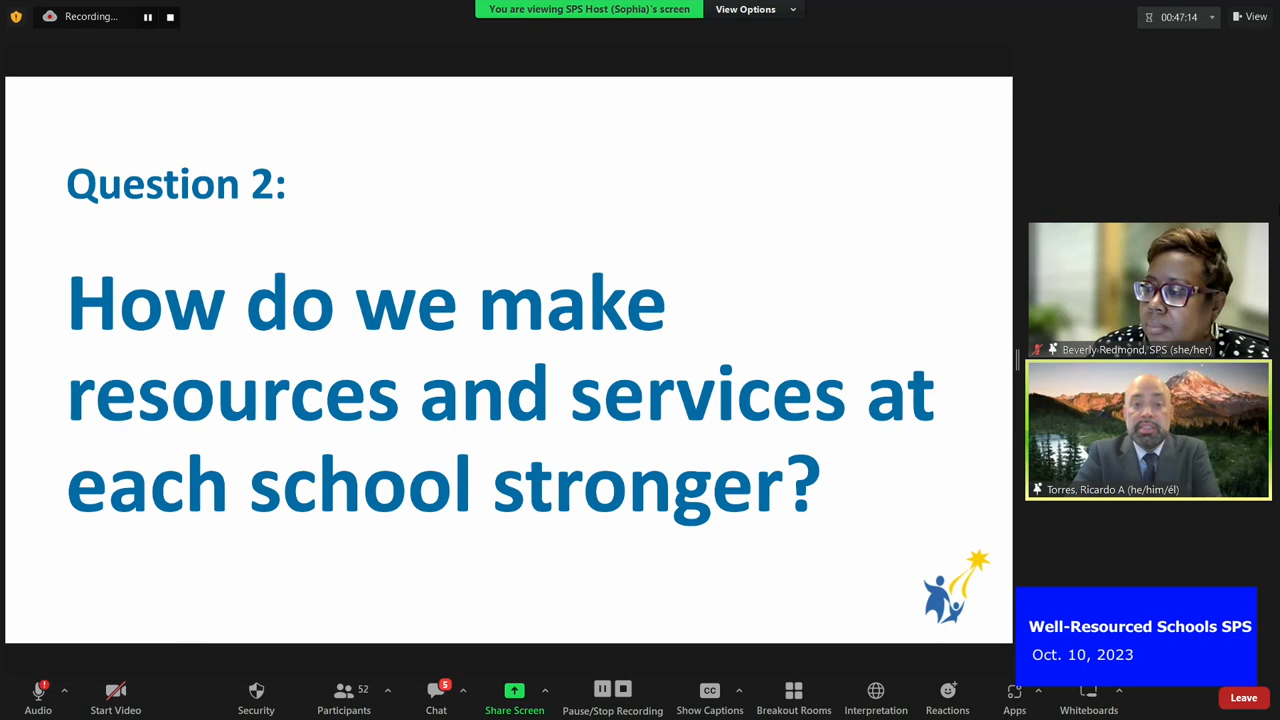 Recording...
You are viewing SPS Host (Sophia)'s screen
View Options
00:47:14
View
Question 2:
How do we make
resources and services at
each school stronger?
Beverly Redmond, SPS (she/her)
Torres, Ricardo A (he/him/él)
Well-Resourced Schools SPS
Oct. 10, 2023
Audio
Start Video
Security
52
Participants
5
Chat
Share Screen
Pause/Stop Recording
CC
Show Captions
Breakout Rooms
Interpretation
Reactions
Apps
Whiteboards
Leave